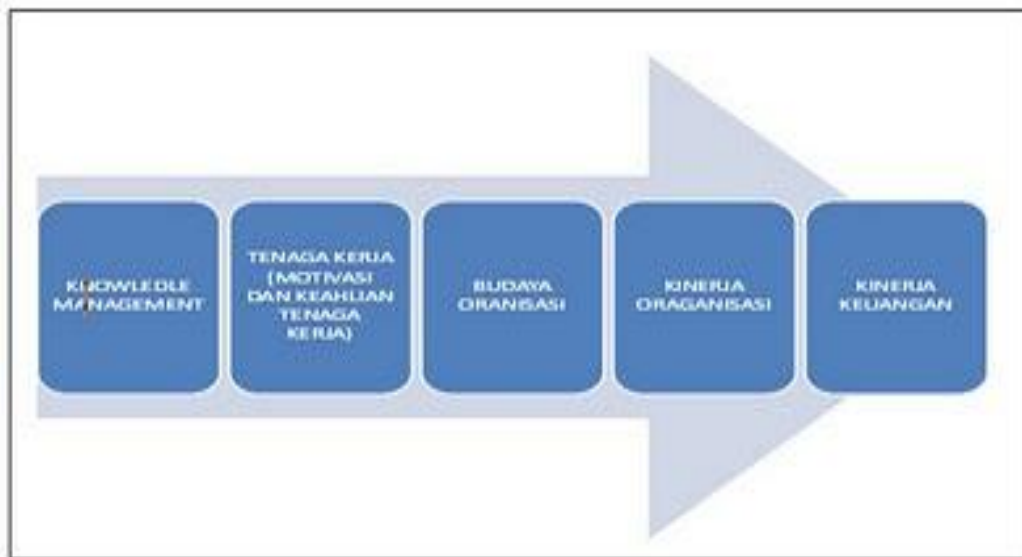 KNOWLEDLE
MANAGEMENT
TENAGA KERJA
(MOTIVASI
DAN KEAHLIAN
TENAGA
KERJA)
BUDAYA
ORANISASI
KINERJA
ORAGANISASI
KINERJA
KEUANGAN